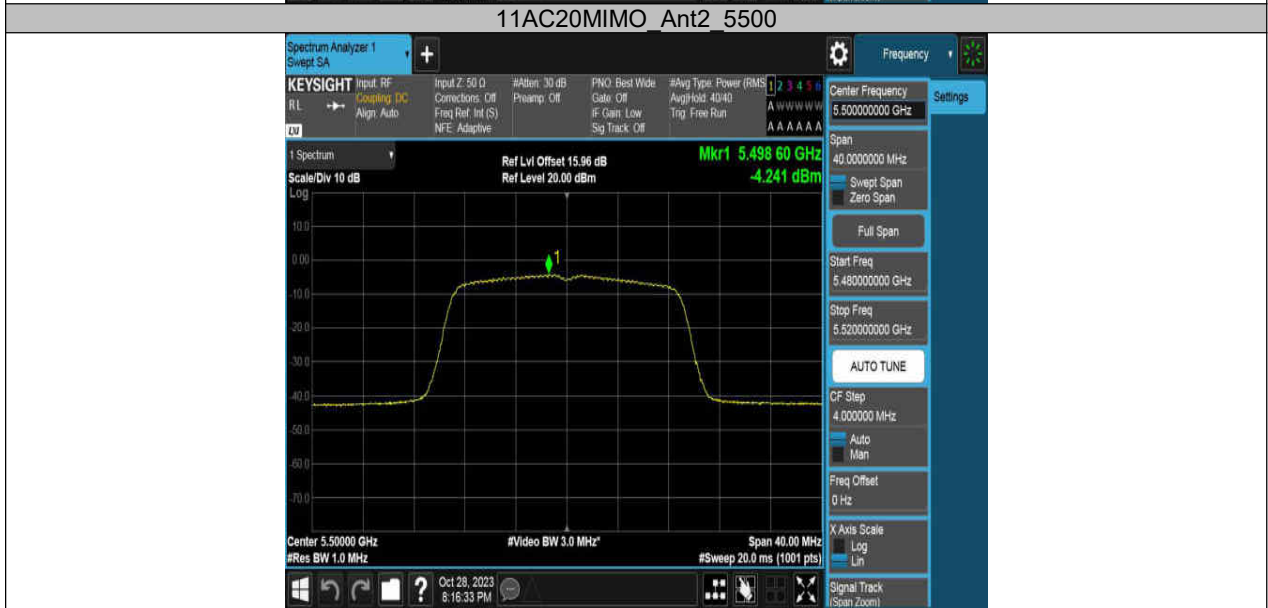 11AC20MIMO_Ant2_5500
Spectrum Analyzer 1
Swept SA
+
Frequency
KEYSIGHT
RL
LXI
Input: RF
Coupling: DC
Align: Auto
Input Z: 50 Ω
Corrections: Off
Freq Ref: Int (S)
NFE: Adaptive
#Atten: 30 dB
Preamp: Off
PNO: Best Wide
Gate: Off
IF Gain: Low
Sig Track: Off
#Avg Type: Power (RMS
Avg|Hold: 40/40
Trig: Free Run
1 2 3 4 5 6
A W W W W W
A A A A A A
Center Frequency
5.500000000 GHz
Settings
1 Spectrum
Scale/Div 10 dB
Log
Ref Lvl Offset 15.96 dB
Ref Level 20.00 dBm
Mkr1 5.498 60 GHz
-4.241 dBm
Span
40.0000000 MHz
Swept Span
Zero Span
Full Span
Start Freq
5.480000000 GHz
Stop Freq
5.520000000 GHz
AUTO TUNE
CF Step
4.000000 MHz
Auto
Man
Freq Offset
0 Hz
X Axis Scale
Log
Lin
Signal Track
(Span Zoom)
10.0
0.00
-10.0
-20.0
-30.0
-40.0
-50.0
-60.0
-70.0
1
Center 5.50000 GHz
#Res BW 1.0 MHz
#Video BW 3.0 MHz*
Span 40.00 MHz
#Sweep 20.0 ms (1001 pts)
?
Oct 28, 2023
8:16:33 PM